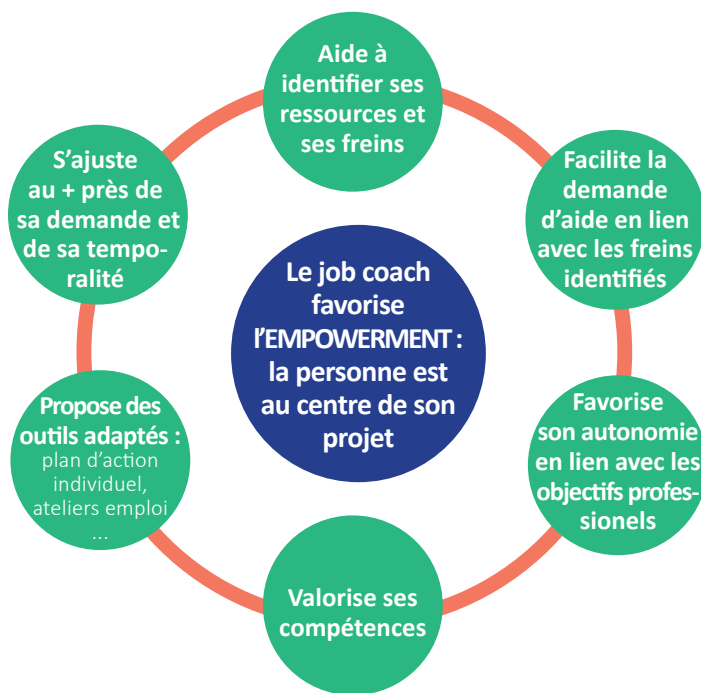 Aide à
identifier ses
ressources et
ses freins
Facilite la
demande
d’aide en lien
avec les freins
identifiés
Favorise
son autonomie
en lien avec les
objectifs profes-
sionels
Valorise ses
compétences
Propose des
outils adaptés :
plan d’action
individuel,
ateliers emploi
...
S’ajuste
au + près de
sa demande et
de sa tempo-
ralité
Le job coach
favorise
l’EMPOWERMENT :
la personne est
au centre de son
projet